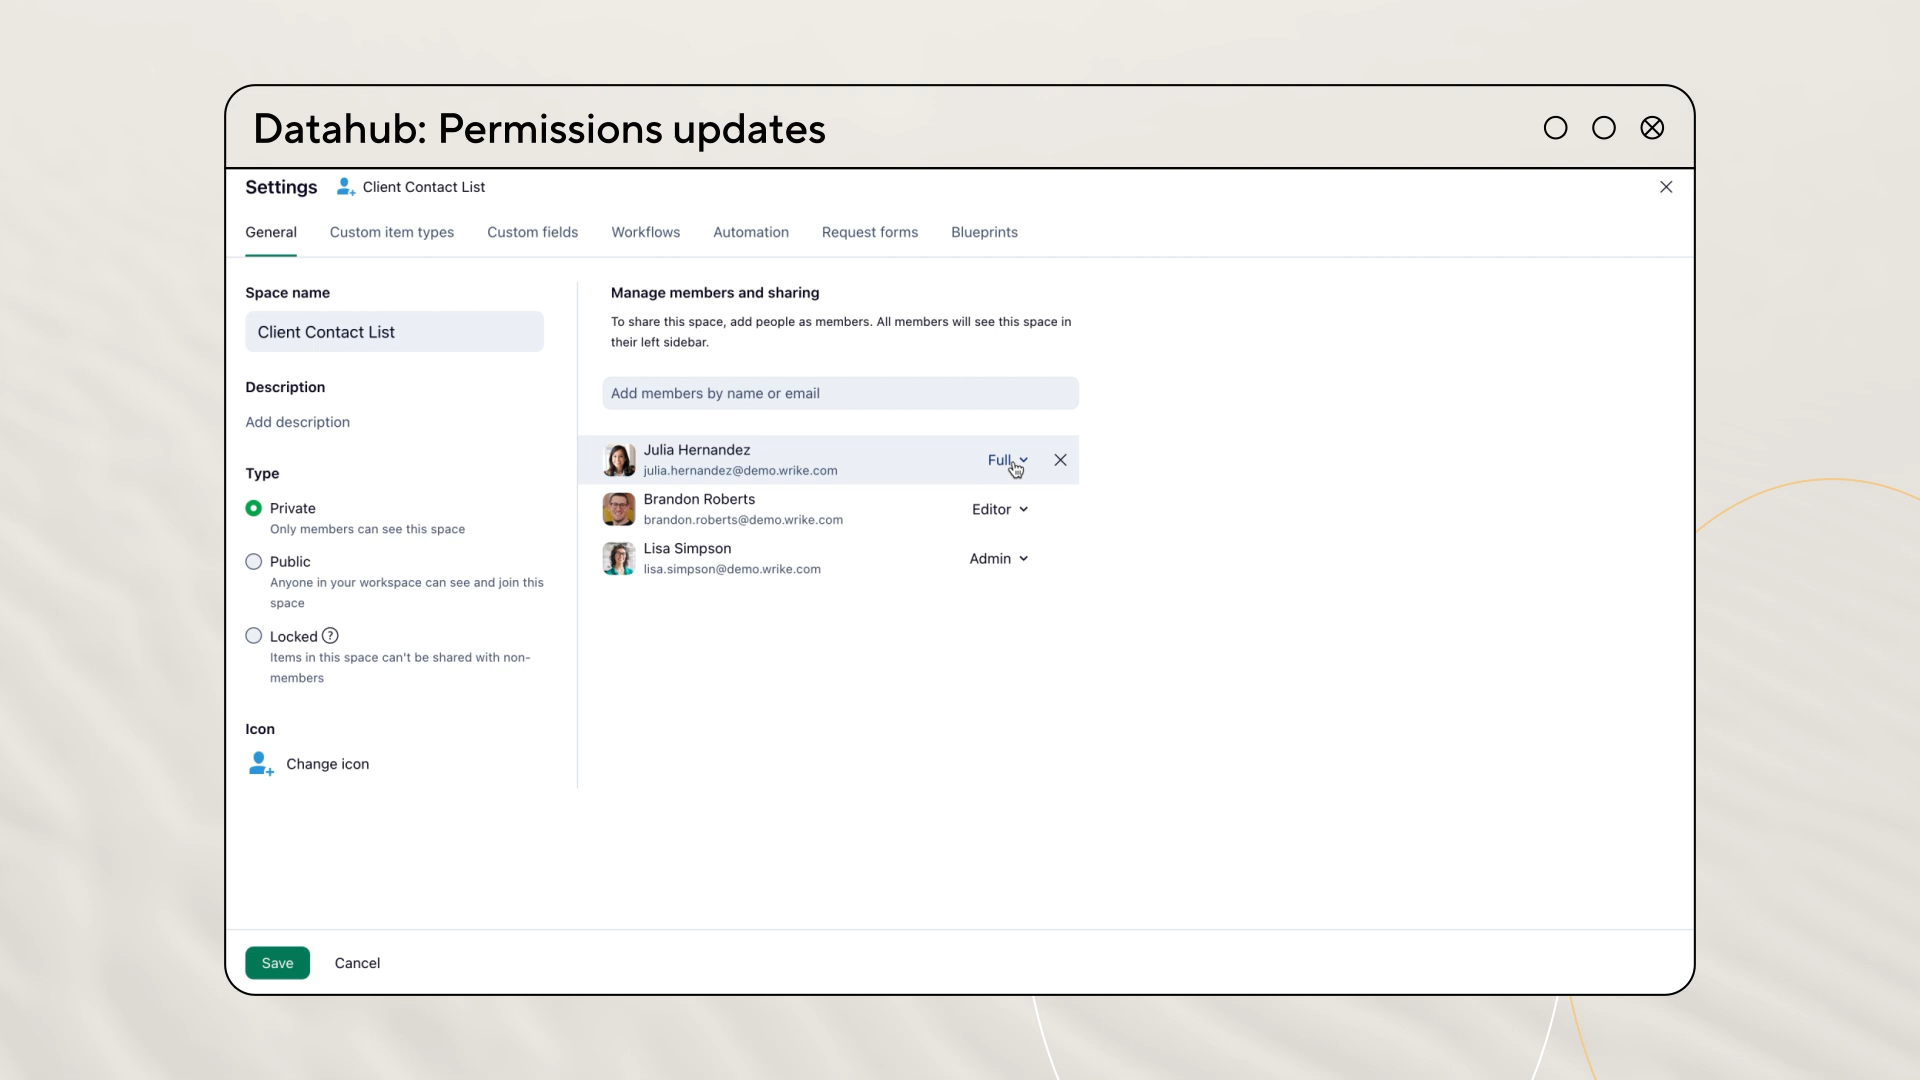 Datahub: Permissions updates
Settings
Client Contact List
General
Custom item types
Custom fields
Workflows
Automation
Request forms
Blueprints
Space name
Client Contact List
Description
Add description
Type
Private
Only members can see this space
Public
Anyone in your workspace can see and join this
space
Locked
Items in this space can't be shared with non-
members
Icon
Change icon
Manage members and sharing
To share this space, add people as members. All members will see this space in
their left sidebar.
Add members by name or email
Julia Hernandez
julia.hernandez@demo.wrike.com
Full
Brandon Roberts
brandon.roberts@demo.wrike.com
Editor
Lisa Simpson
lisa.simpson@demo.wrike.com
Admin
Save
Cancel